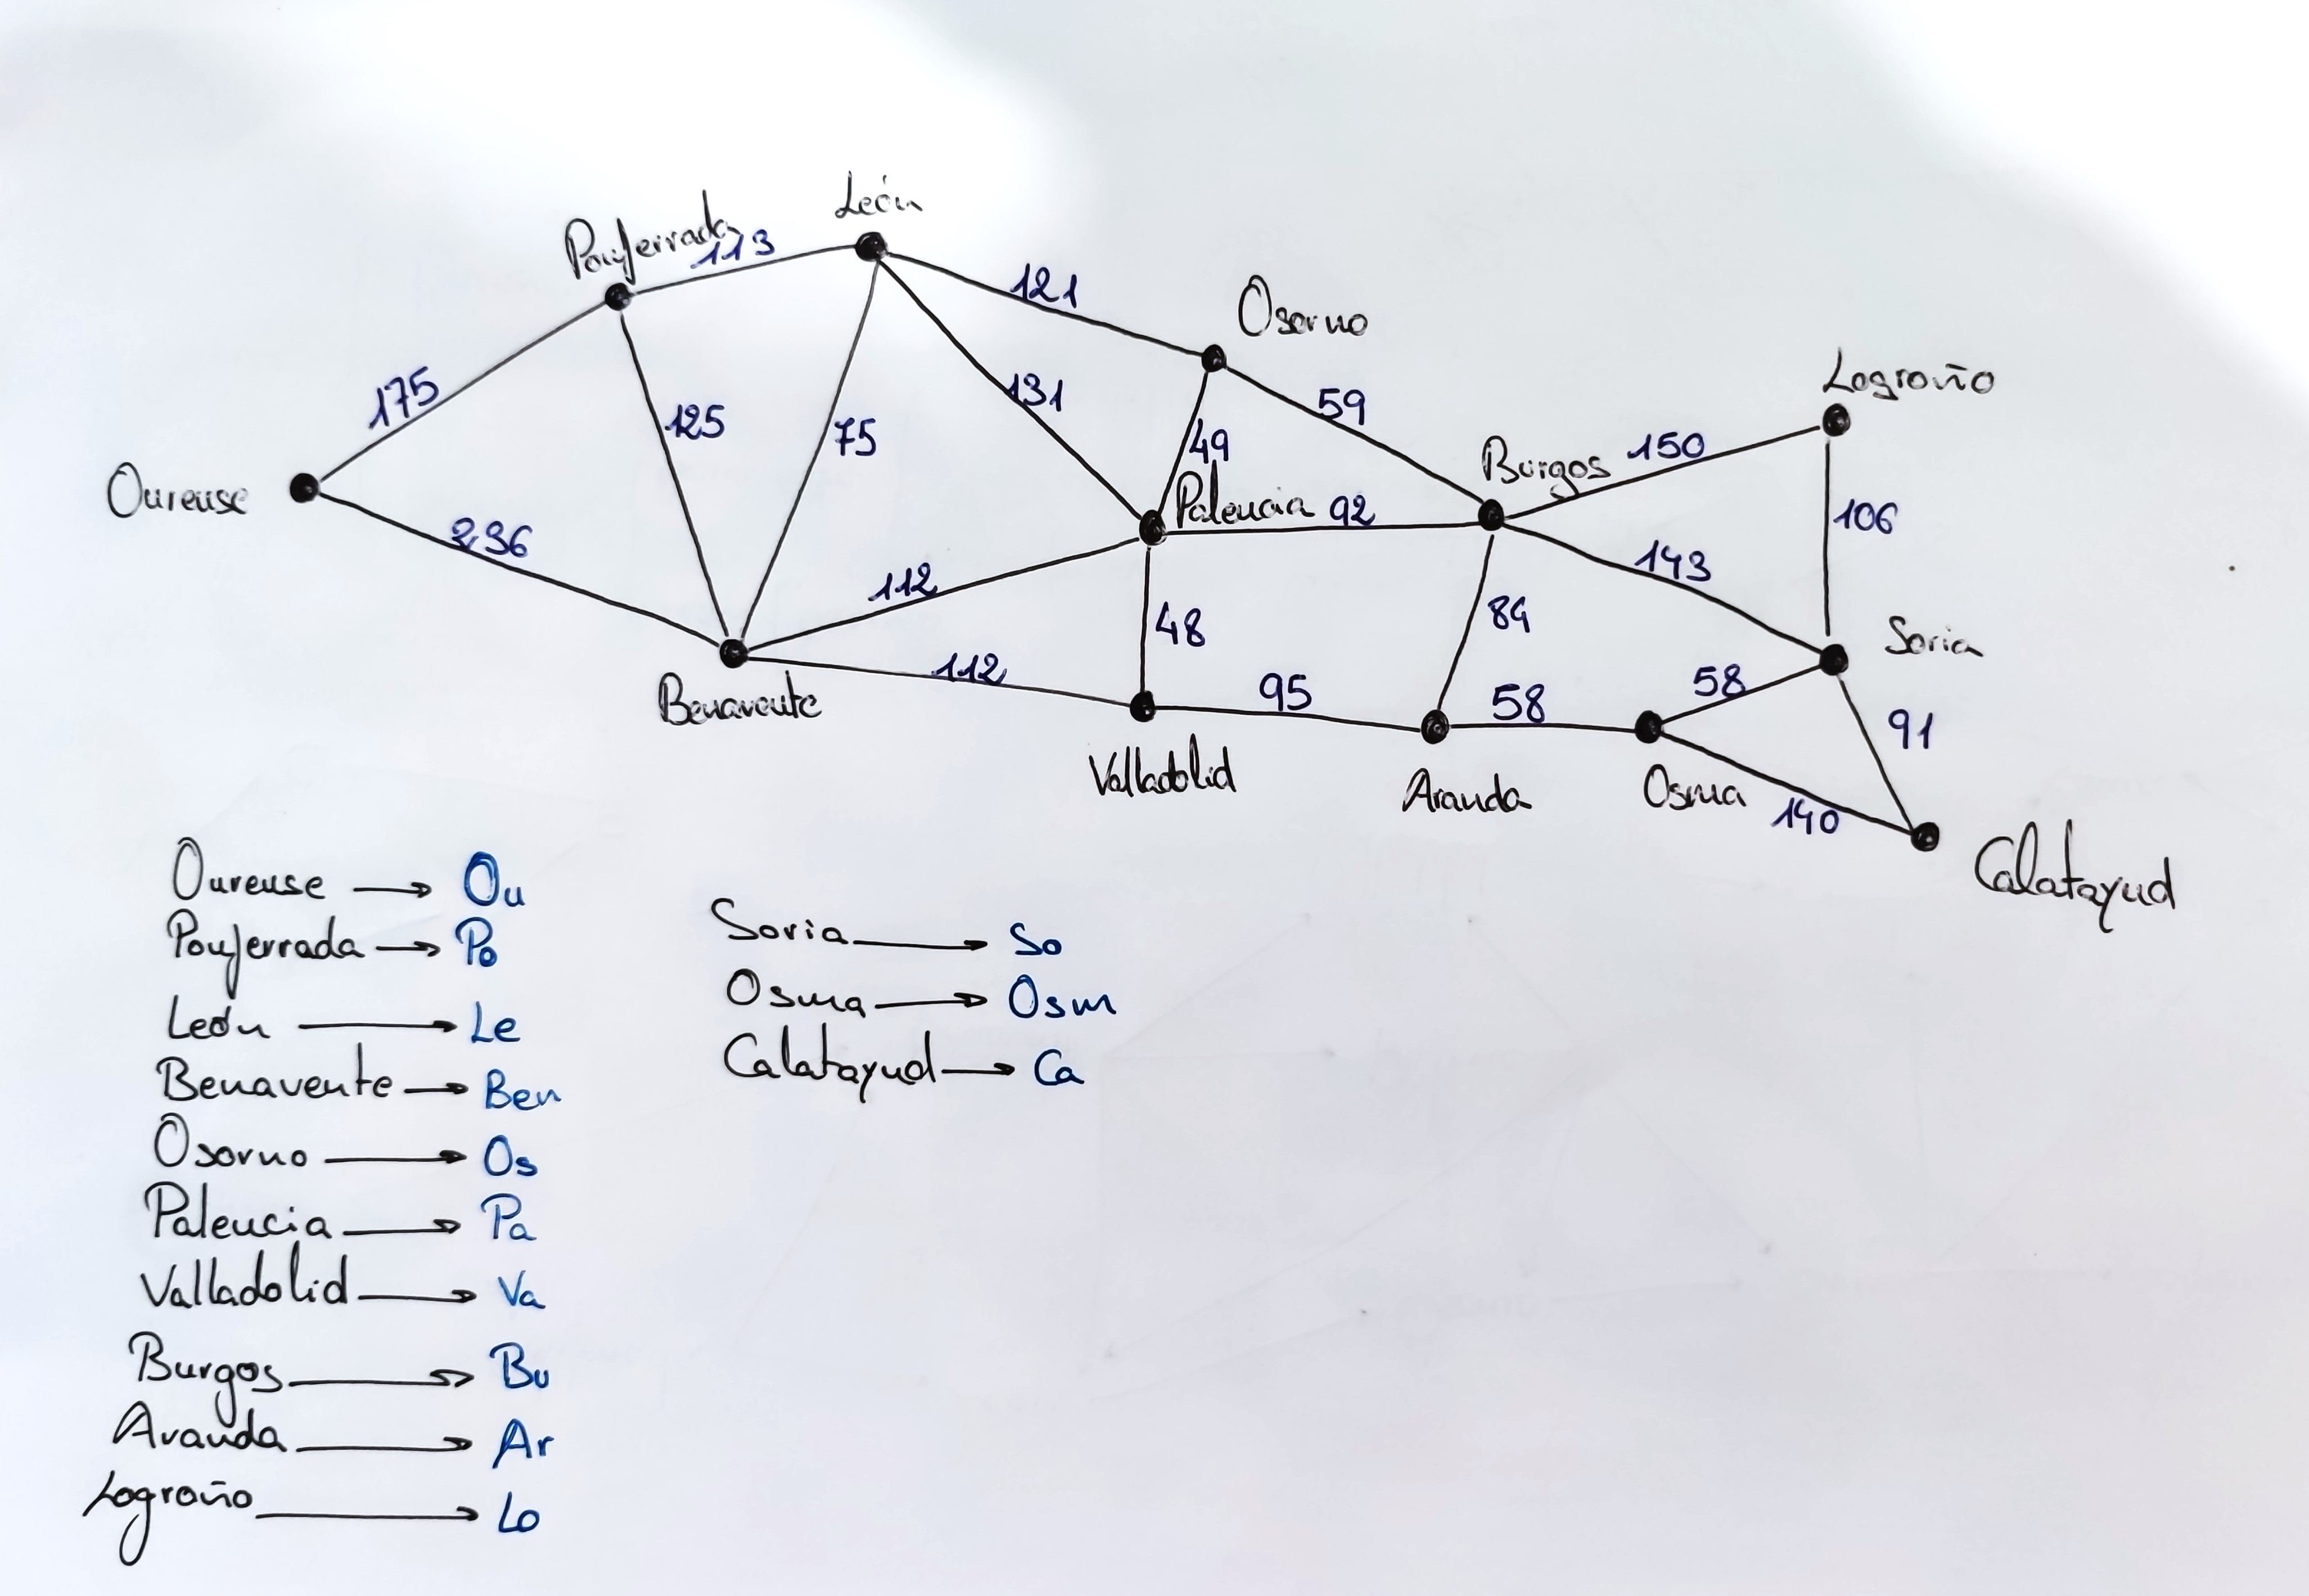 León
Ponferrada 113
121
Osorno
175
131
59
Logroño
125
75
49
Burgos 150
Ourense
236
Palencia 92
106
143
112
48
84
Soria
112
95
58
58
91
Benavente
Valladolid
Aranda
Osma
140
Calatayud
Ourense → Ou
Ponferrada → Po
León → Le
Benavente → Ben
Osorno → Os
Palencia → Pa
Valladolid → Va
Burgos → Bu
Aranda → Ar
Logroño → Lo
Soria → So
Osma → Osm
Calatayud → Ca